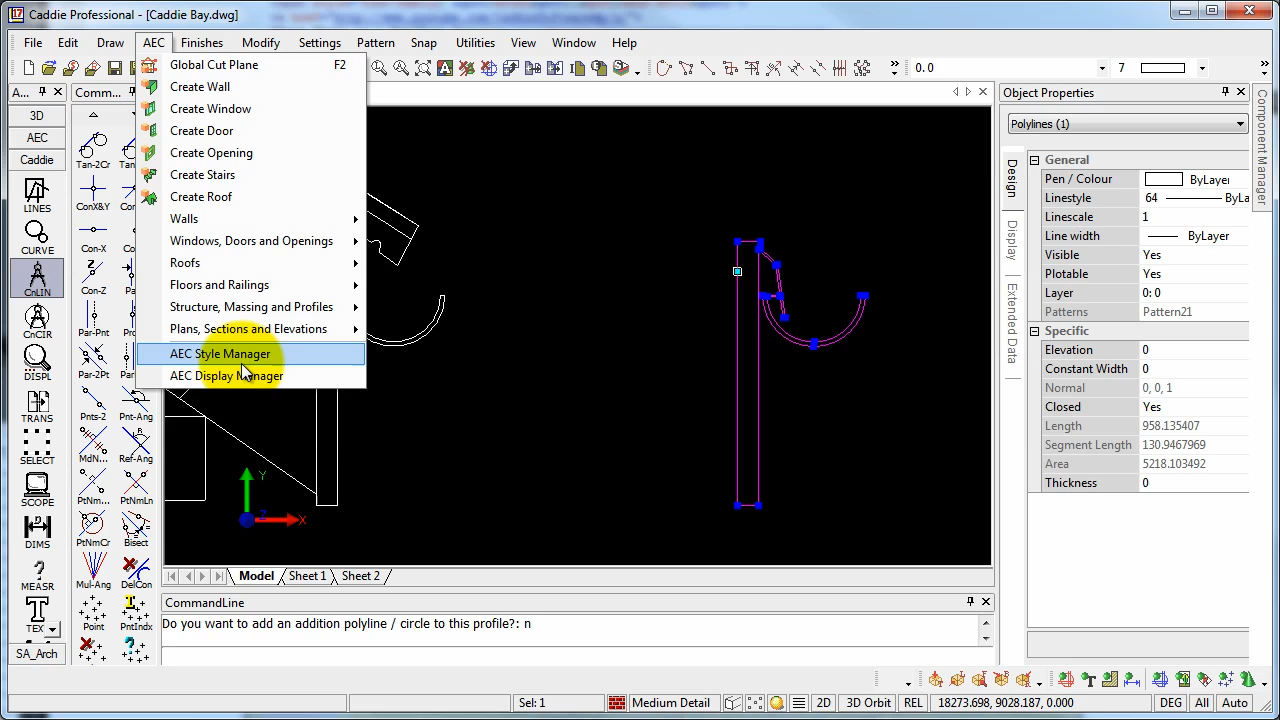 Caddie Professional - [Caddie Bay.dwg]
File Edit Draw AEC Finishes Modify Settings Pattern Snap Utilities View Window Help
0.0 7
A... Comm...
3D
AEC
Caddie
LINES
CURVE
CnLIN
CnCIR
DISPL
TRANS
SELECT
SCOPE
DIMS
MEASR
TEX
SA_Arch
Tan-2Cr
ConX&Y
Con-X
Con-Z
Par-Pnt
Par-2Pt
Pnts-2 Pnt-Ang
MdN... Ref-Ang
PtNm... PtNmLn
PtNmCr Bisect
Mul-Ang DelCon
Point PntIndx
Global Cut Plane F2
Create Wall
Create Window
Create Door
Create Opening
Create Stairs
Create Roof
Walls
Windows, Doors and Openings
Roofs
Floors and Railings
Structure, Massing and Profiles
Plans, Sections and Elevations
AEC Style Manager
AEC Display Manager
Y
Z
X
Model Sheet 1 Sheet 2
CommandLine
Do you want to add an addition polyline / circle to this profile?: n
Object Properties
Polylines (1)
Design
Display
Extended Data
Component Manager
General
Pen / Colour ByLayer
Linestyle 64 ByLa
Linescale 1
Line width ByLayer
Visible Yes
Plotable Yes
Layer 0: 0
Patterns Pattern21
Specific
Elevation 0
Constant Width 0
Normal 0, 0, 1
Closed Yes
Length 958.135407
Segment Length 130.9467969
Area 5218.103492
Thickness 0
Sel: 1 Medium Detail 2D 3D Orbit REL 18273.698, 9028.187, 0.000 DEG All Auto